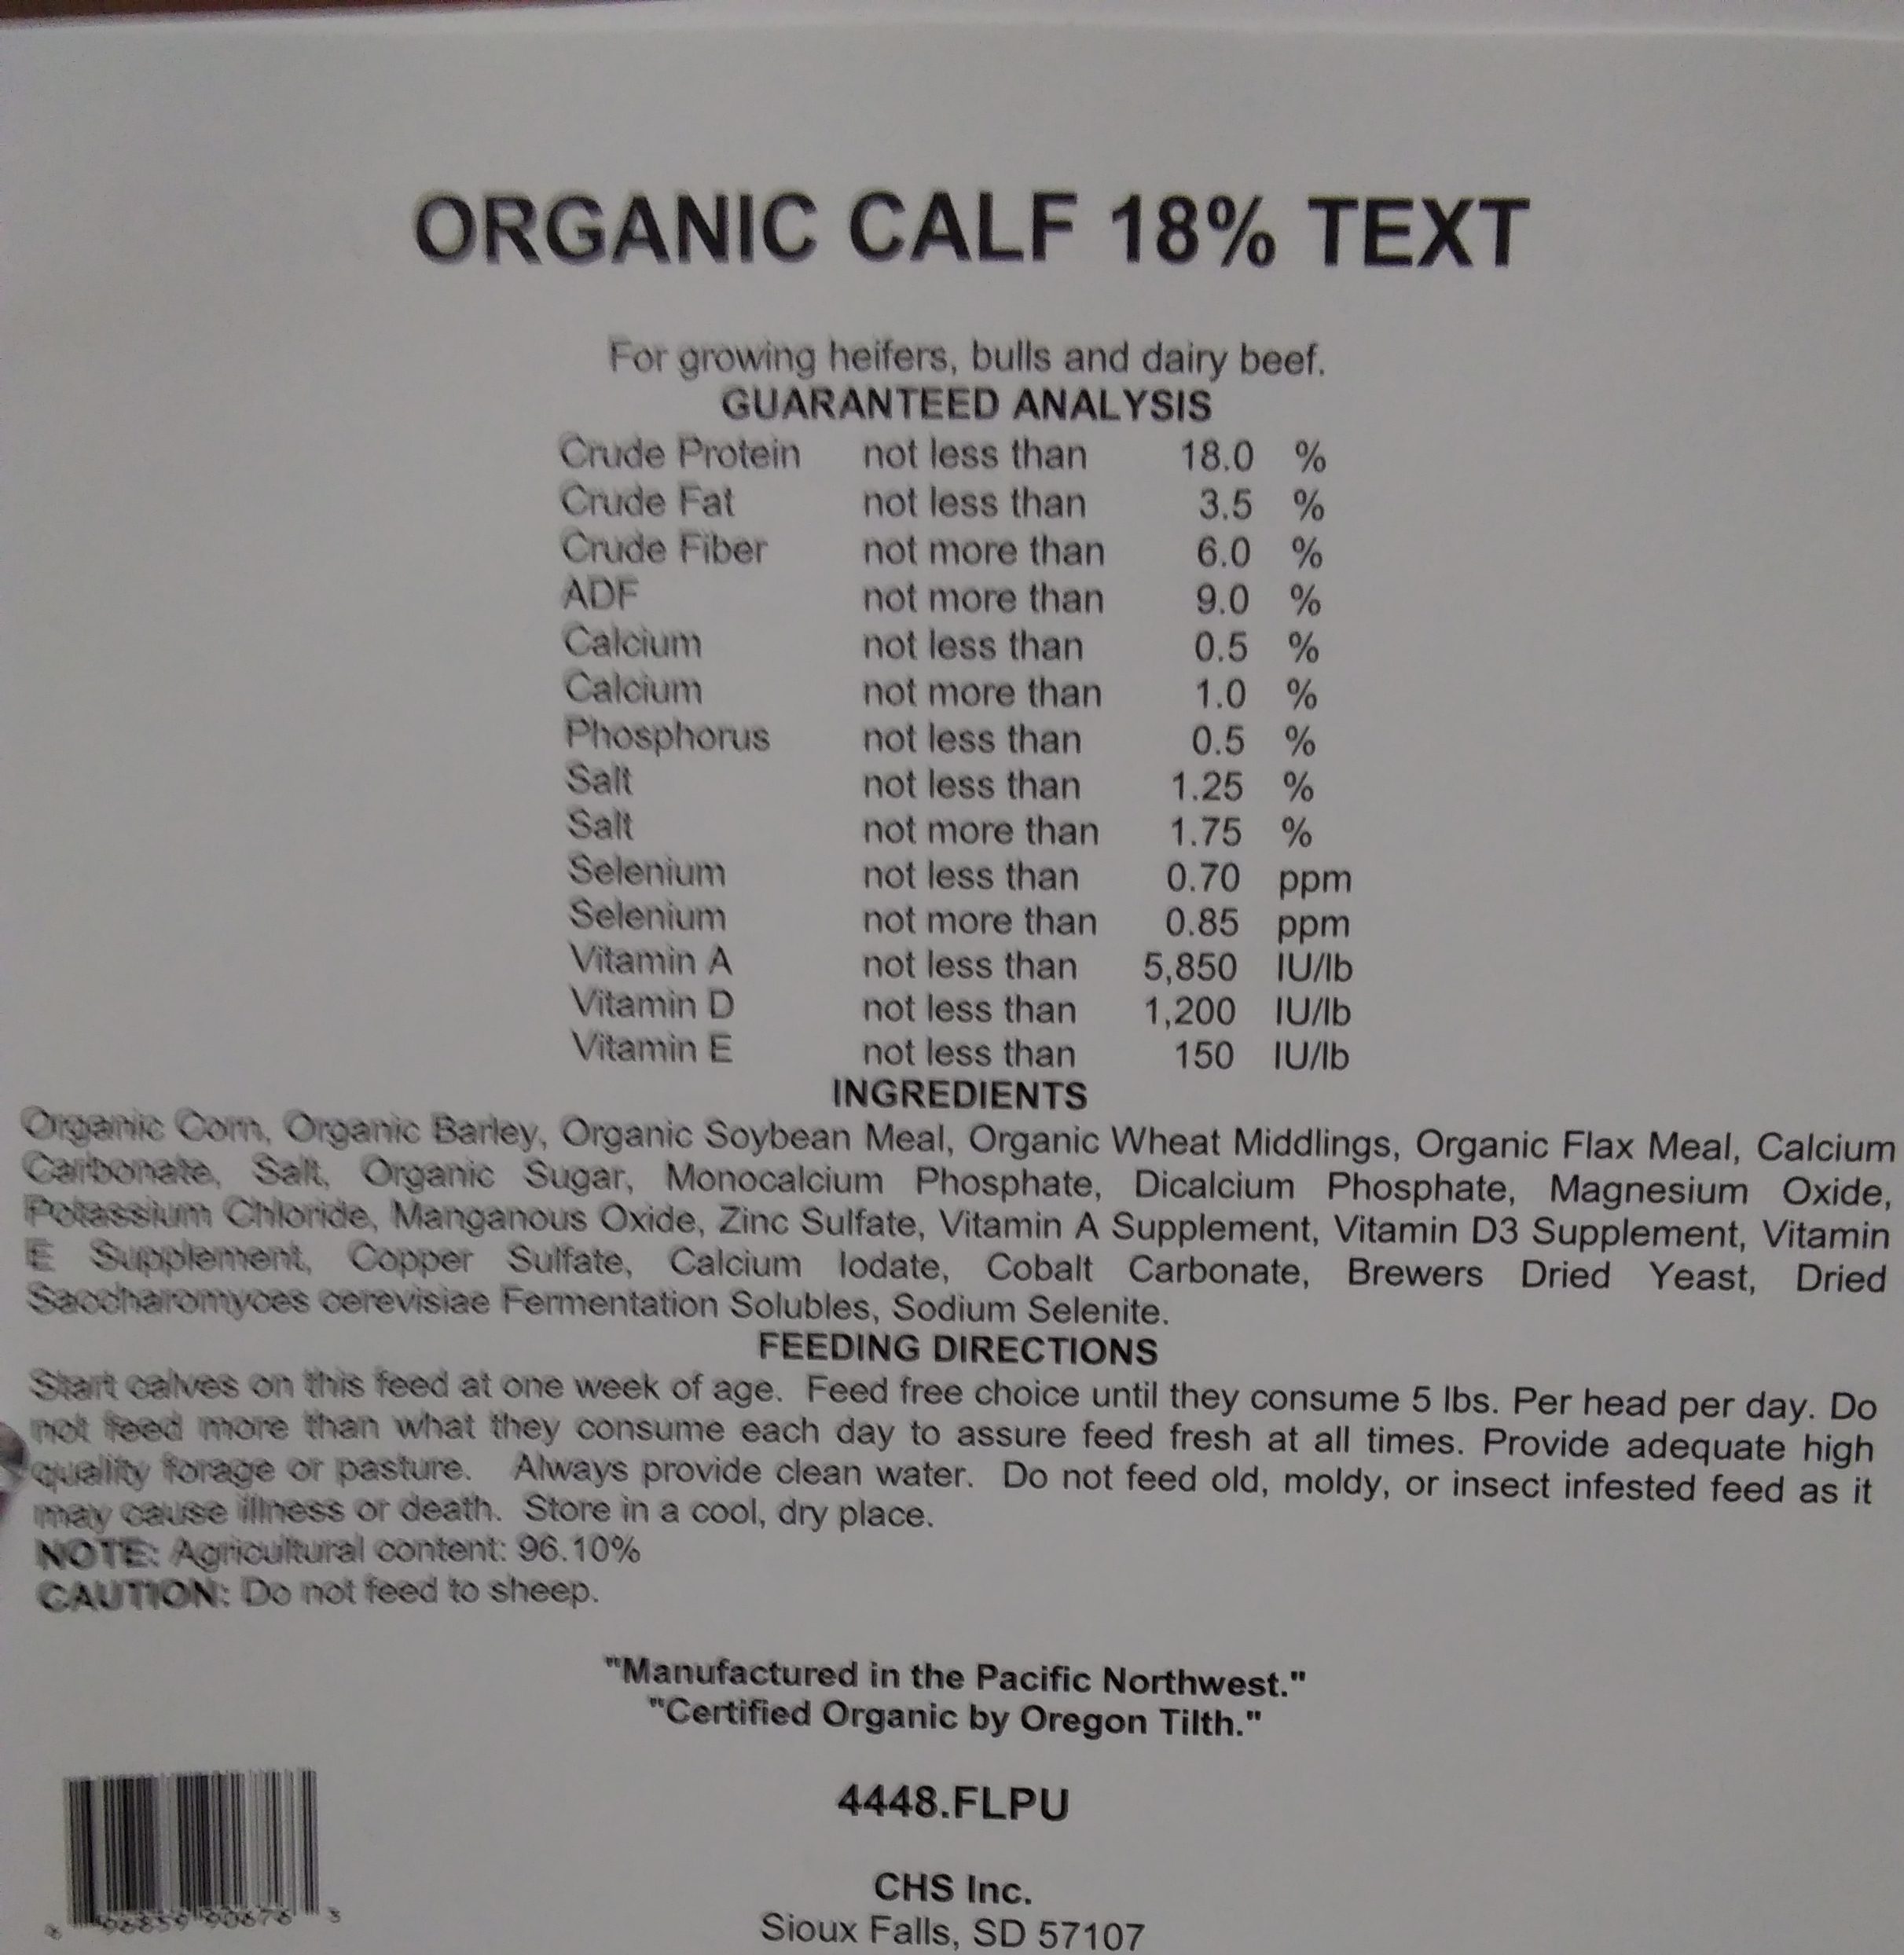 ORGANIC CALF 18% TEXT
For growing heifers, bulls and dairy beef.
GUARANTEED ANALYSIS
Crude Protein not less than 18.0 %
Crude Fat not less than 3.5 %
Crude Fiber not more than 6.0 %
ADF not more than 9.0 %
Calcium not less than 0.5 %
Calcium not more than 1.0 %
Phosphorus not less than 0.5 %
Salt not less than 1.25 %
Salt not more than 1.75 %
Selenium not less than 0.70 ppm
Selenium not more than 0.85 ppm
Vitamin A not less than 5,850 IU/lb
Vitamin D not less than 1,200 IU/lb
Vitamin E not less than 150 IU/lb
INGREDIENTS
Organic Corn, Organic Barley, Organic Soybean Meal, Organic Wheat Middlings, Organic Flax Meal, Calcium
Carbonate, Salt, Organic Sugar, Monocalcium Phosphate, Dicalcium Phosphate, Magnesium Oxide,
Potassium Chloride, Manganous Oxide, Zinc Sulfate, Vitamin A Supplement, Vitamin D3 Supplement, Vitamin
E Supplement, Copper Sulfate, Calcium Iodate, Cobalt Carbonate, Brewers Dried Yeast, Dried
Saccharomyces cerevisiae Fermentation Solubles, Sodium Selenite.
FEEDING DIRECTIONS
Start calves on this feed at one week of age. Feed free choice until they consume 5 lbs. Per head per day. Do
not feed more than what they consume each day to assure feed fresh at all times. Provide adequate high
quality forage or pasture. Always provide clean water. Do not feed old, moldy, or insect infested feed as it
may cause illness or death. Store in a cool, dry place.
NOTE: Agricultural content: 96.10%
CAUTION: Do not feed to sheep.
"Manufactured in the Pacific Northwest."
"Certified Organic by Oregon Tilth."
4448.FLPU
CHS Inc.
Sioux Falls, SD 57107